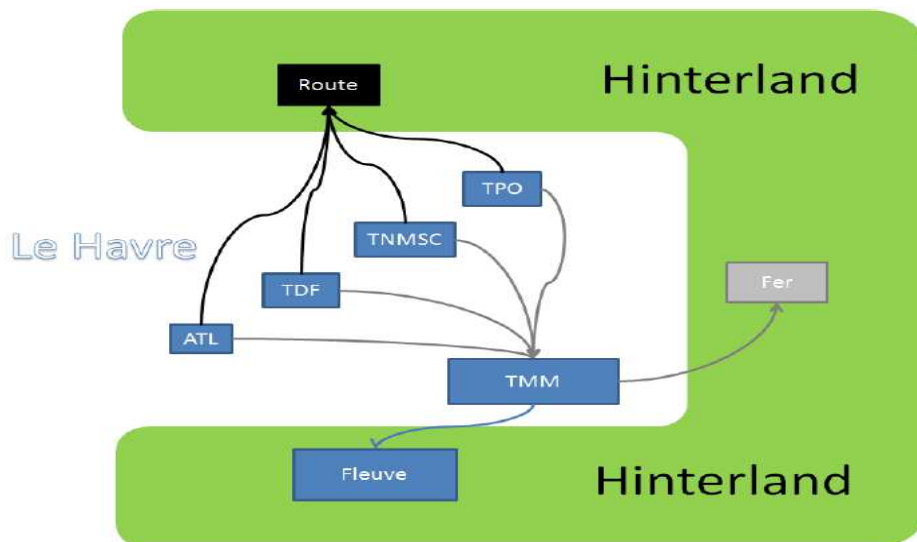 Route
Hinterland
TPO
TNMSC
Le Havre
TDF
Fer
ATL
TMM
Fleuve
Hinterland